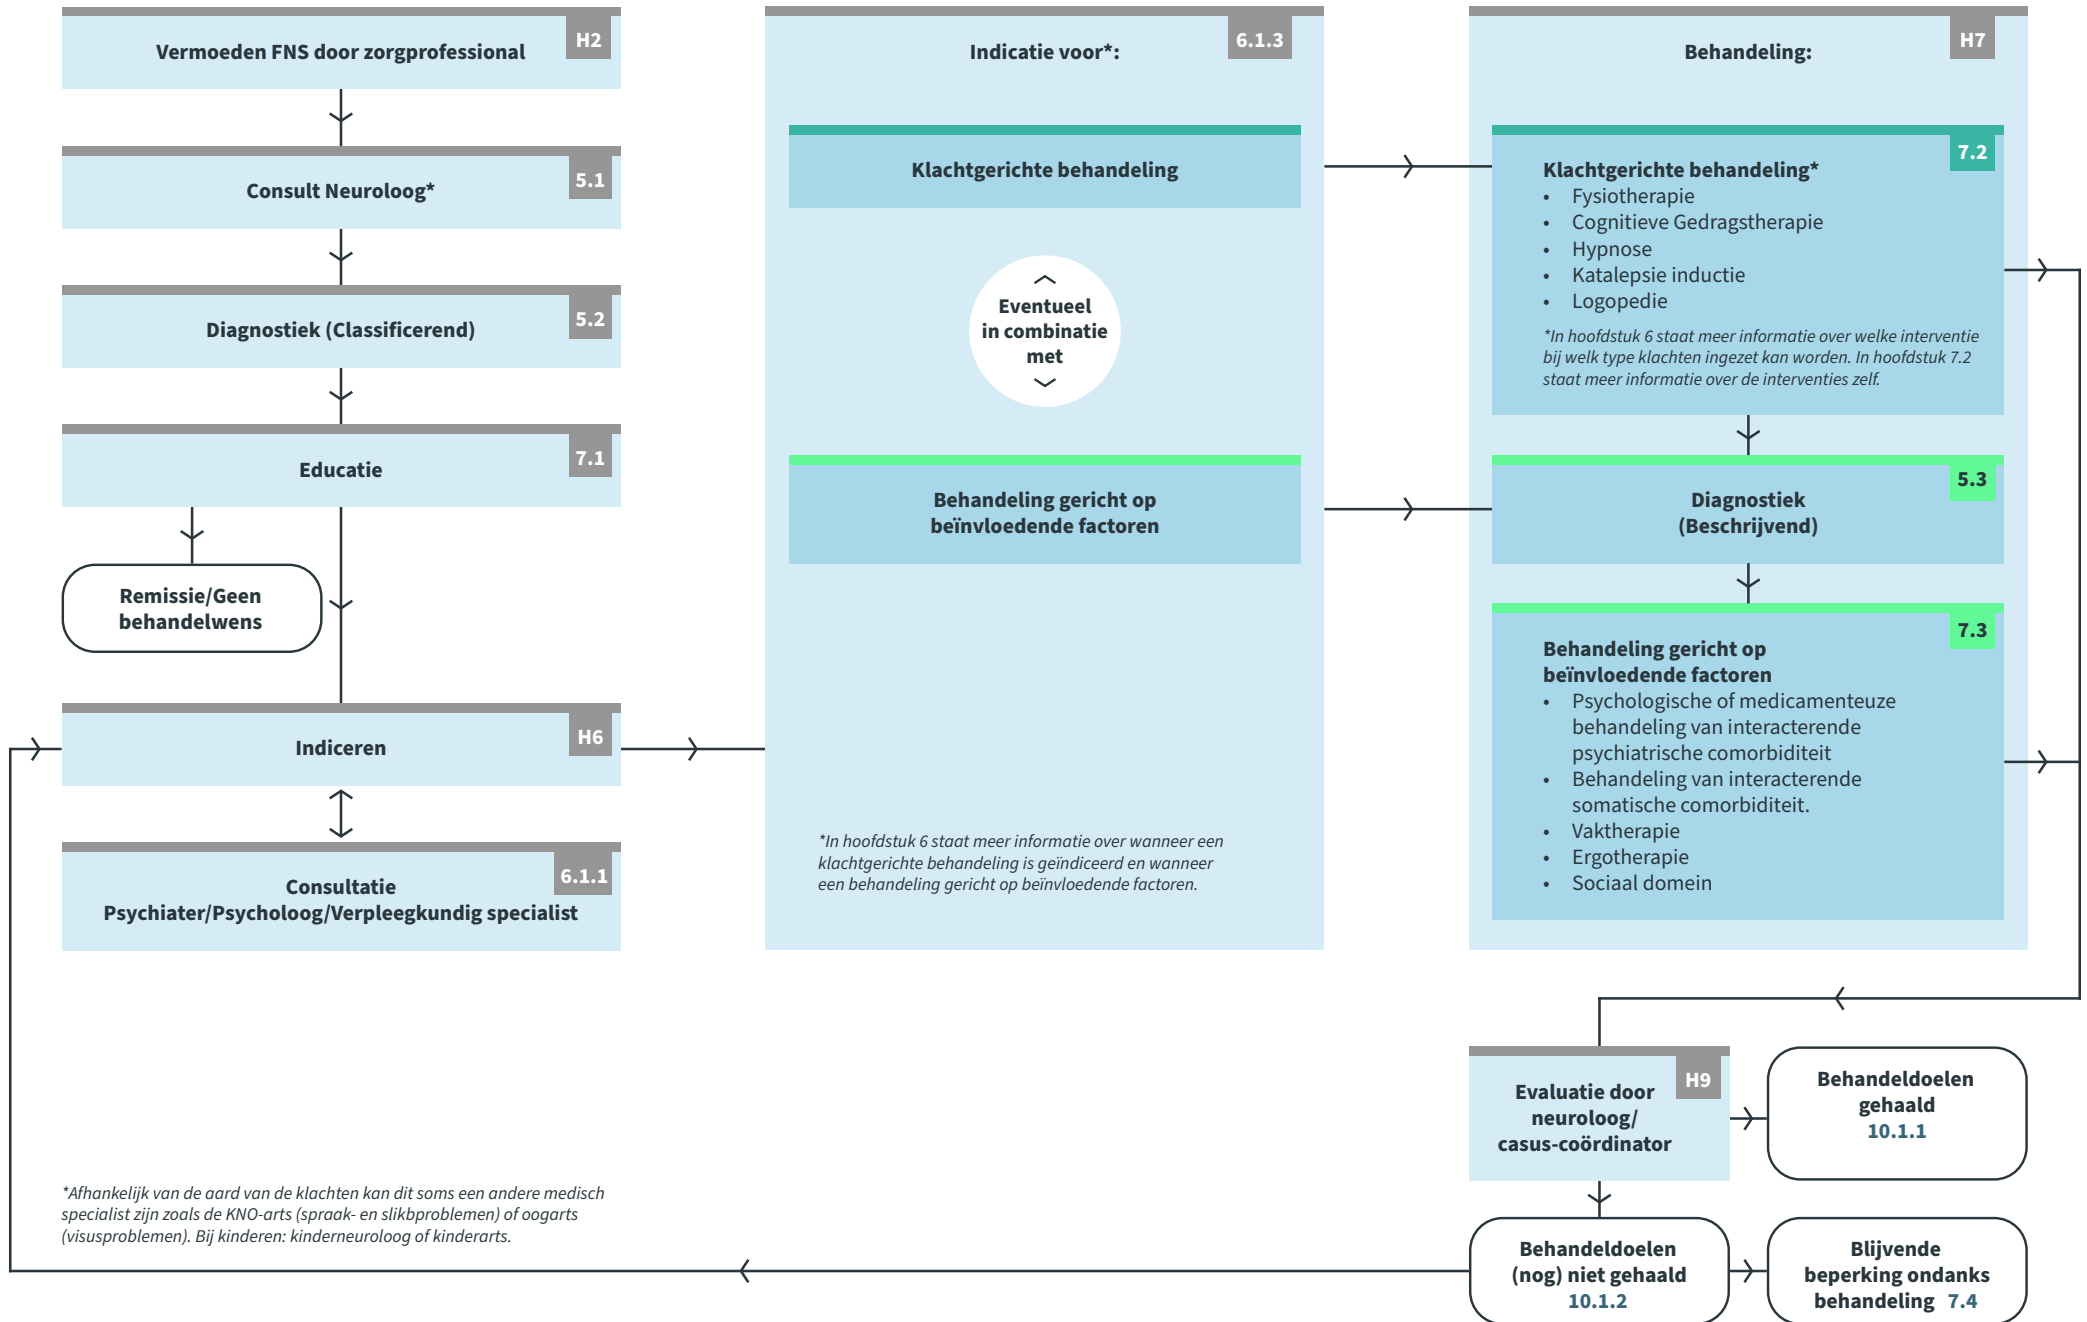 Vermoeden FNS door zorgprofessional
H2
Consult Neuroloog*
5.1
Diagnostiek (Classificerend)
5.2
Educatie
7.1
Remissie/Geen
behandelwens
Indiceren
H6
Consultatie
Psychiater/Psycholoog/Verpleegkundig specialist
6.1.1
*Afhankelijk van de aard van de klachten kan dit soms een andere medisch
specialist zijn zoals de KNO-arts (spraak- en slikbproblemen) of oogarts
(visusproblemen). Bij kinderen: kinderneuroloog of kinderarts.
Indicatie voor*:
6.1.3
Klachtgerichte behandeling
Eventueel
in combinatie
met
Behandeling gericht op
beïnvloedende factoren
*In hoofdstuk 6 staat meer informatie over wanneer een
klachtgerichte behandeling is geïndiceerd en wanneer
een behandeling gericht op beïnvloedende factoren.
Behandeling:
H7
Klachtgerichte behandeling*
7.2
• Fysiotherapie
• Cognitieve Gedragstherapie
• Hypnose
• Katalepsie inductie
• Logopedie
*In hoofdstuk 6 staat meer informatie over welke interventie
bij welk type klachten ingezet kan worden. In hoofdstuk 7.2
staat meer informatie over de interventies zelf.
Diagnostiek
(Beschrijvend)
5.3
Behandeling gericht op
beïnvloedende factoren
7.3
• Psychologische of medicamenteuze
behandeling van interacterende
psychiatrische comorbiditeit
• Behandeling van interacterende
somatische comorbiditeit.
• Vaktherapie
• Ergotherapie
• Sociaal domein
Evaluatie door
neuroloog/
casus-coördinator
H9
Behandeldoelen
gehaald
10.1.1
Behandeldoelen
(nog) niet gehaald
10.1.2
Blijvende
beperking ondanks
behandeling 7.4